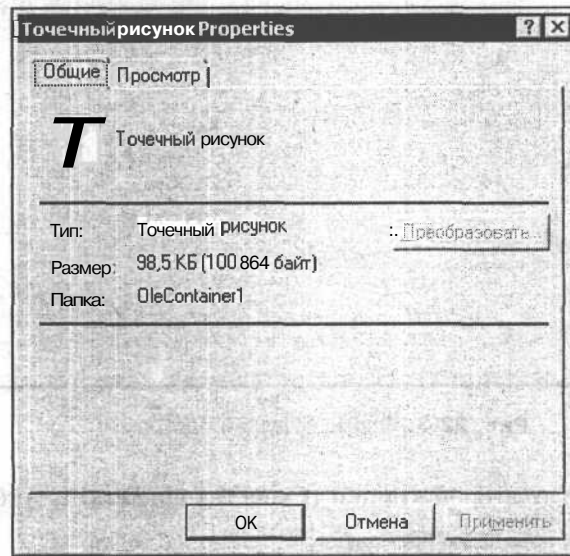 Точечный рисунок Properties
Общие Просмотр
T Точечный рисунок
Тип: Точечный рисунок Преобразовать...
Размер: 98,5 КБ (100 864 байт)
Папка: OleContainer1
OK Отмена Применить